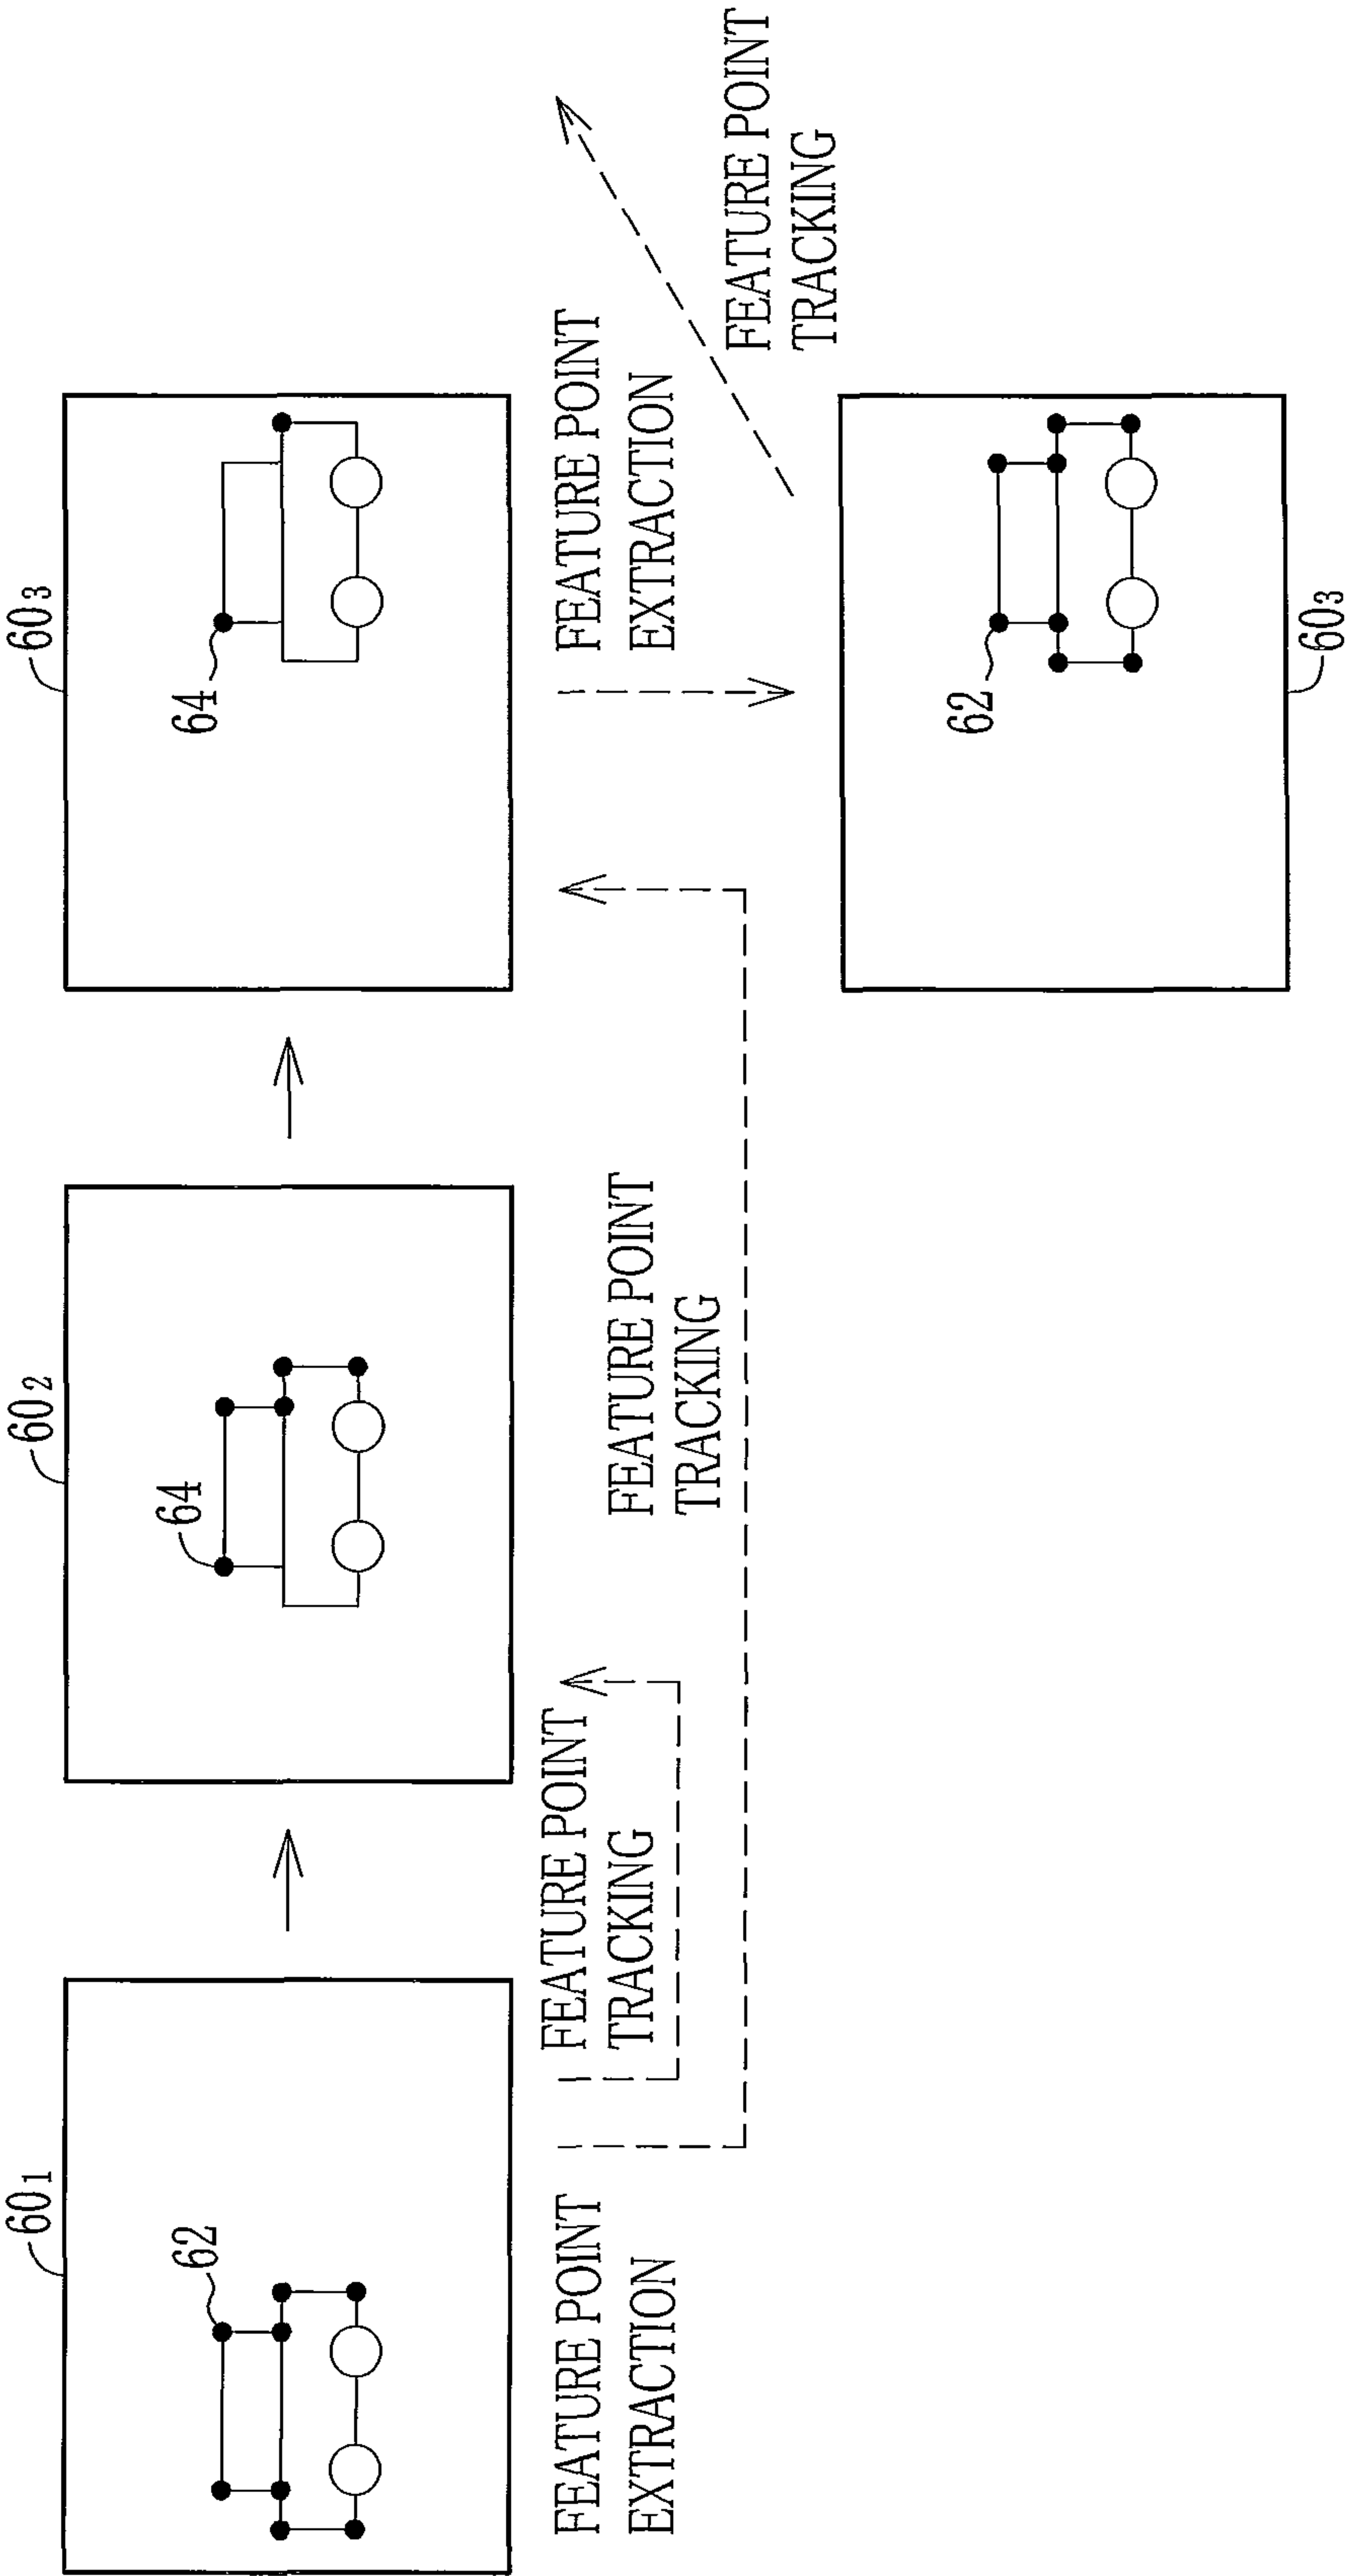 60₁
62
FEATURE POINT
EXTRACTION
FEATURE POINT
TRACKING
60₂
64
FEATURE POINT
TRACKING
60₃
64
FEATURE POINT
EXTRACTION
62
60₃
FEATURE POINT
TRACKING